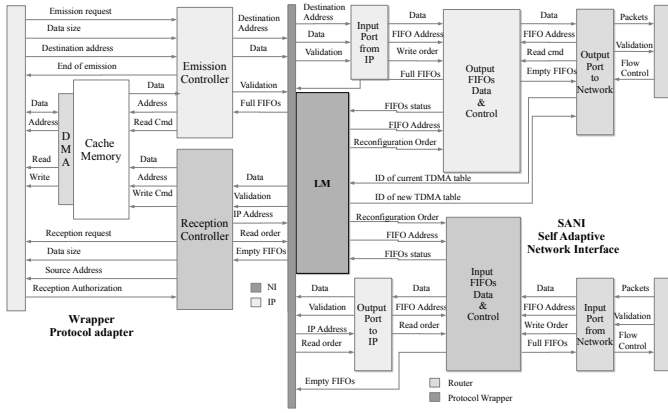 Emission request
Data size
Destination address
End of emission
Emission
Controller
Destination
Address
Data
Validation
Full FIFOs
Data
Address
Read Cmd
Data
Address
Read
Write
D
M
A
Cache
Memory
Data
Address
Write Cmd
Reception
Controller
Data
Validation
IP Address
Read order
Empty FIFOs
Reception request
Data size
Source Address
Reception Authorization
Wrapper
Protocol adapter
NI
IP
Destination
Address
Data
Validation
Input
Port
from
IP
Data
FIFO Address
Write order
Full FIFOs
Output
FIFOs
Data
&
Control
Data
FIFO Address
Read cmd
Empty FIFOs
Output
Port
to
Network
Packets
Validation
Flow
Control
LM
FIFOs status
FIFO Address
Reconfiguration Order
ID of current TDMA table
ID of new TDMA table
Reconfiguration Order
FIFO Address
FIFOs status
SANI
Self Adaptive
Network Interface
Data
Validation
IP Address
Read order
Output
Port
to
IP
Data
FIFO Address
Read order
Empty FIFOs
Input
FIFOs
Data
&
Control
Data
FIFO Address
Write Order
Full FIFOs
Input
Port
from
Network
Packets
Validation
Flow
Control
Router
Protocol Wrapper